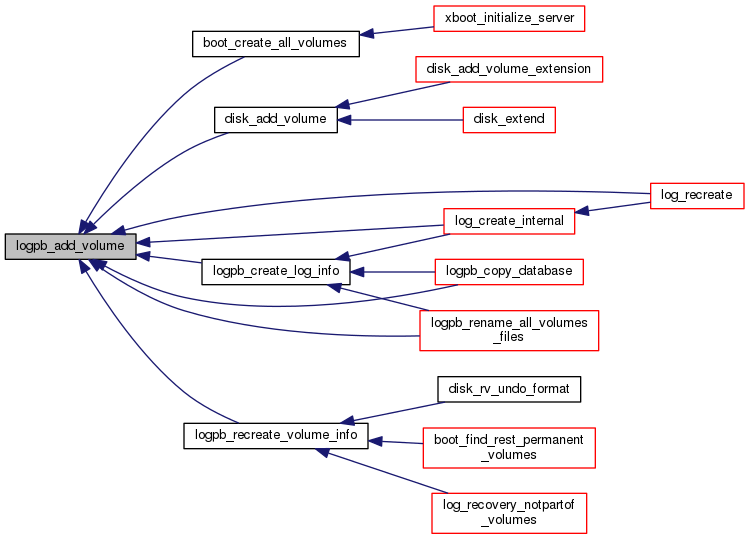 xboot_initialize_server
boot_create_all_volumes
disk_add_volume_extension
disk_add_volume
disk_extend
log_recreate
log_create_internal
logpb_add_volume
logpb_create_log_info
logpb_copy_database
logpb_rename_all_volumes
_files
disk_rv_undo_format
logpb_recreate_volume_info
boot_find_rest_permanent
_volumes
log_recovery_notpartof
_volumes